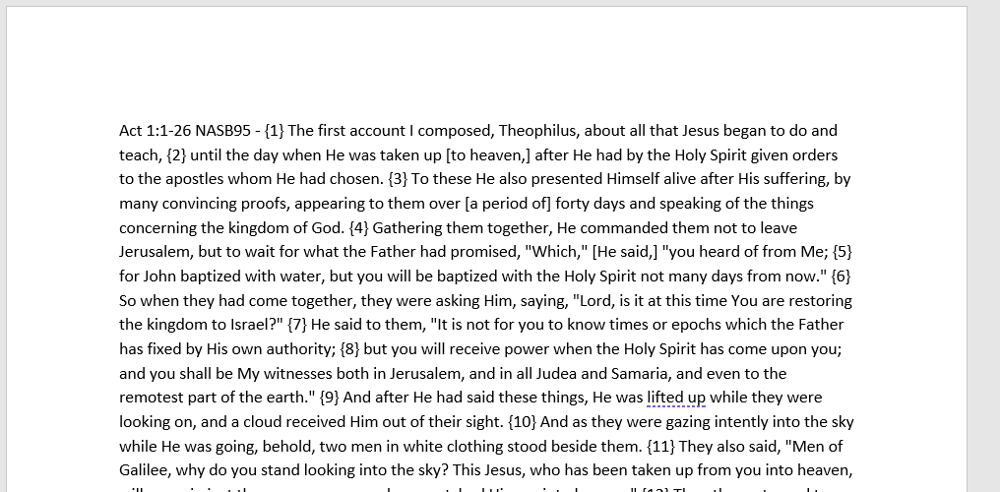 Act 1:1-26 NASB95 - {1} The first account I composed, Theophilus, about all that Jesus began to do and
teach, {2} until the day when He was taken up [to heaven,] after He had by the Holy Spirit given orders
to the apostles whom He had chosen. {3} To these He also presented Himself alive after His suffering, by
many convincing proofs, appearing to them over [a period of] forty days and speaking of the things
concerning the kingdom of God. {4} Gathering them together, He commanded them not to leave
Jerusalem, but to wait for what the Father had promised, "Which," [He said,] "you heard of from Me; {5}
for John baptized with water, but you will be baptized with the Holy Spirit not many days from now." {6}
So when they had come together, they were asking Him, saying, "Lord, is it at this time You are restoring
the kingdom to Israel?" {7} He said to them, "It is not for you to know times or epochs which the Father
has fixed by His own authority; {8} but you will receive power when the Holy Spirit has come upon you;
and you shall be My witnesses both in Jerusalem, and in all Judea and Samaria, and even to the
remotest part of the earth." {9} And after He had said these things, He was lifted up while they were
looking on, and a cloud received Him out of their sight. {10} And as they were gazing intently into the sky
while He was going, behold, two men in white clothing stood beside them. {11} They also said, "Men of
Galilee, why do you stand looking into the sky? This Jesus, who has been taken up from you into heaven,